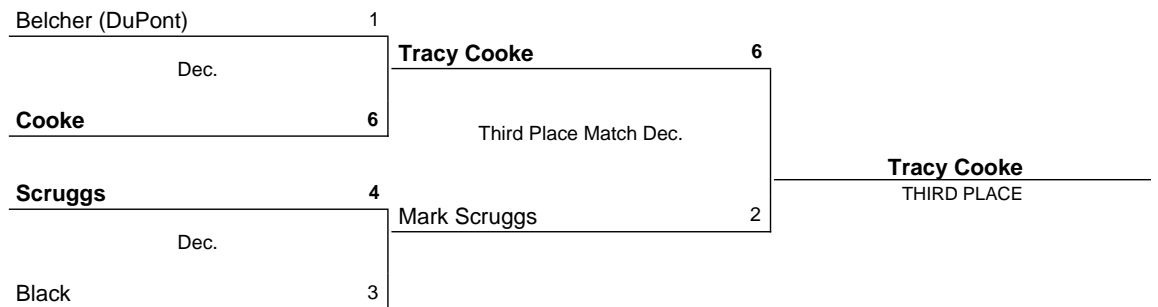 Belcher (DuPont) 1
Tracy Cooke 6
Dec.
Cooke 6
Third Place Match Dec.
Tracy Cooke
Scruggs 4
THIRD PLACE
Mark Scruggs 2
Dec.
Black 3